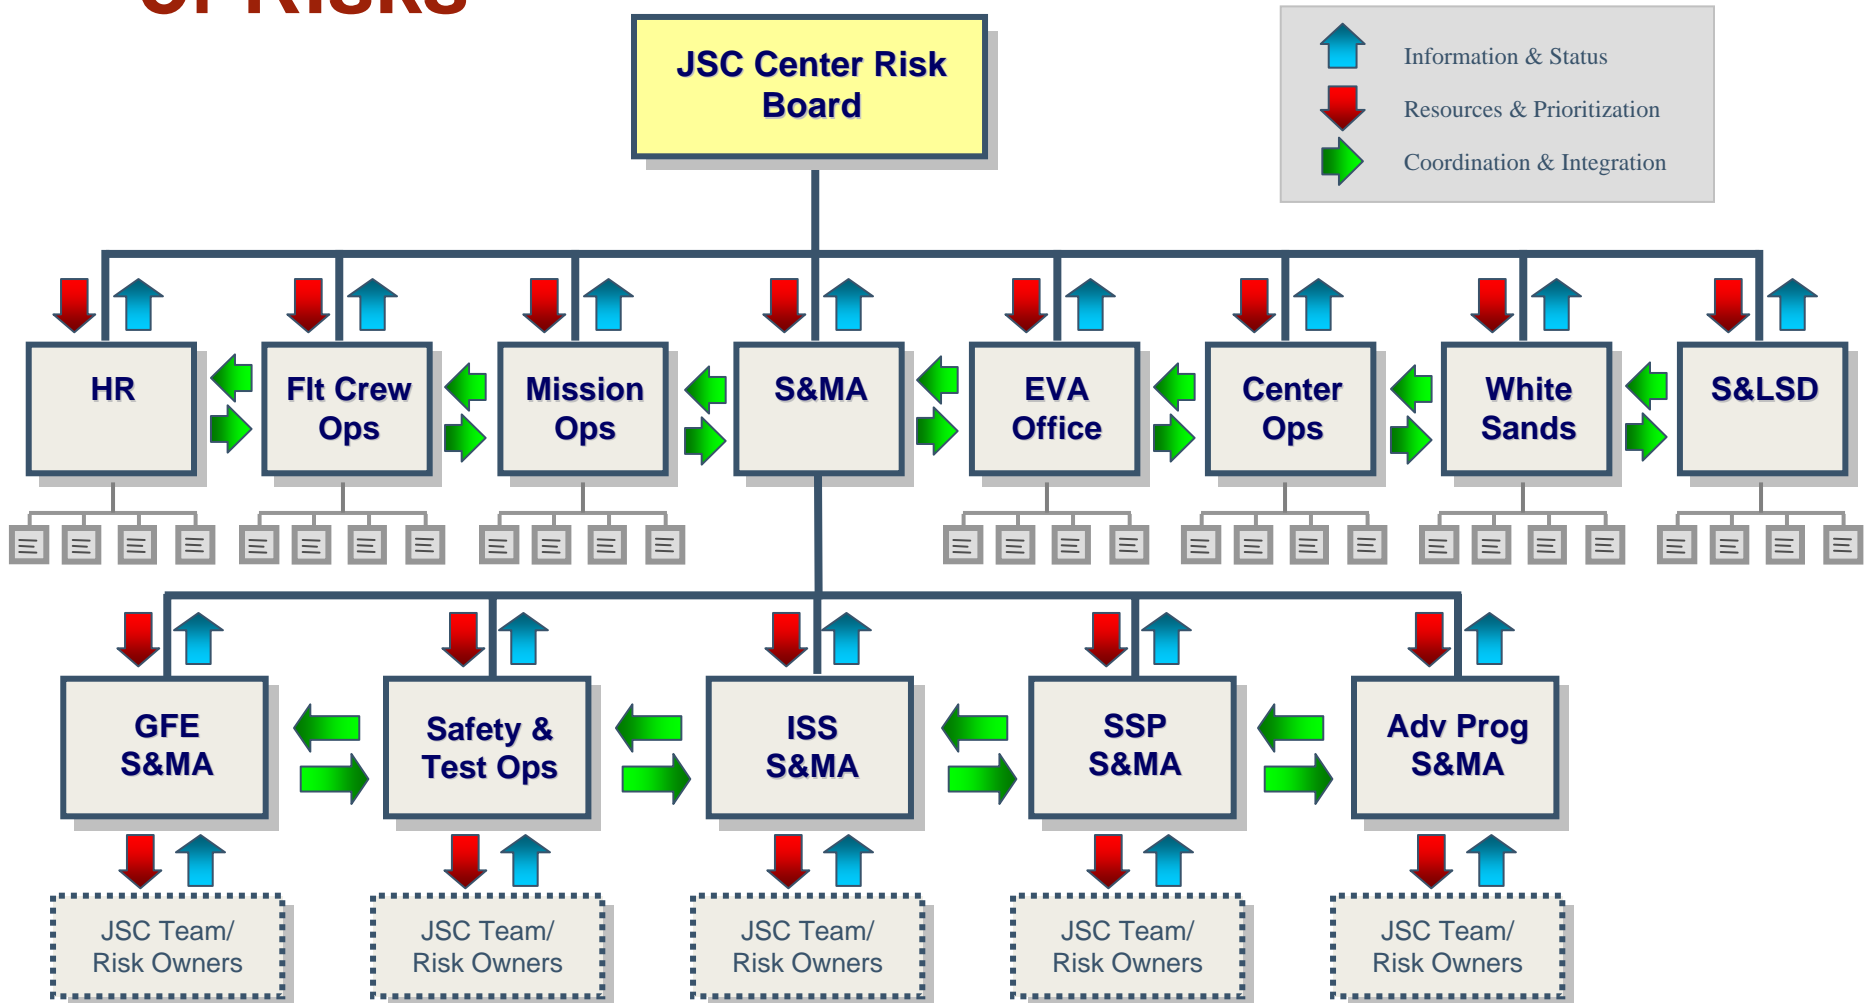 of Risks
JSC Center Risk
Board
Information & Status
Resources & Prioritization
Coordination & Integration
HR
Flt Crew
Ops
Mission
Ops
S&MA
EVA
Office
Center
Ops
White
Sands
S&LSD
GFE
S&MA
Safety &
Test Ops
ISS
S&MA
SSP
S&MA
Adv Prog
S&MA
JSC Team/
Risk Owners
JSC Team/
Risk Owners
JSC Team/
Risk Owners
JSC Team/
Risk Owners
JSC Team/
Risk Owners